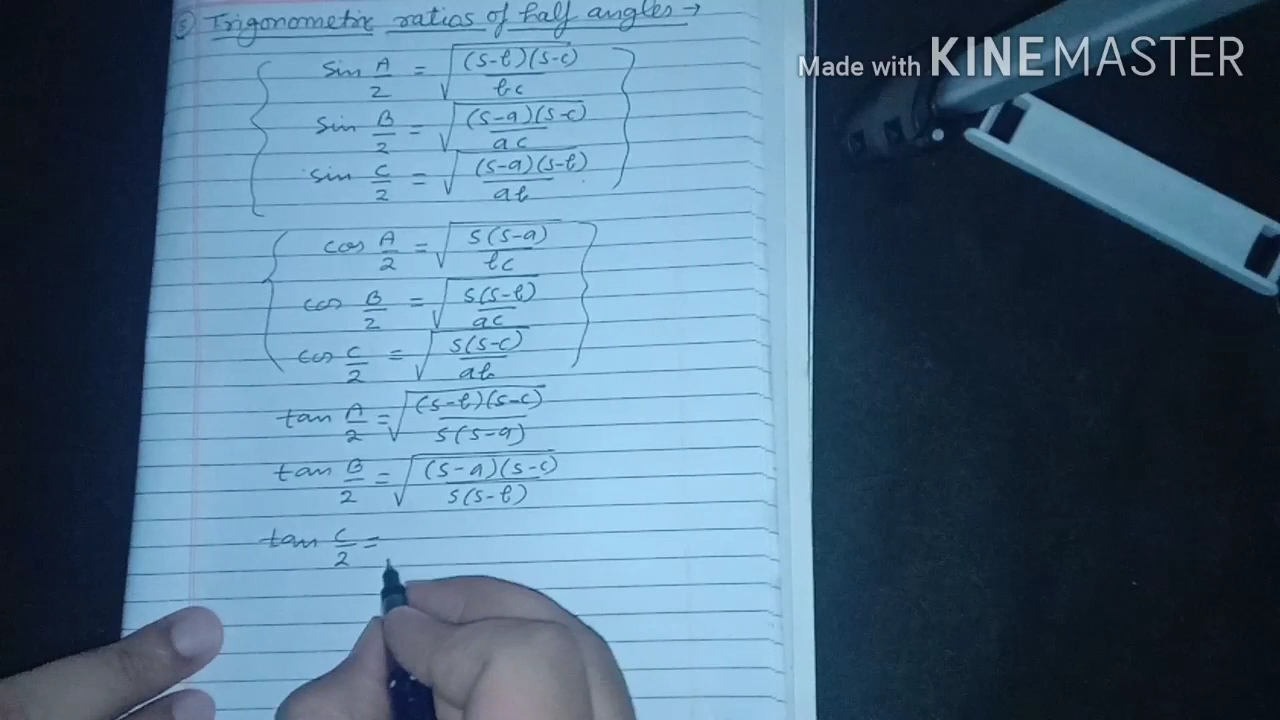 ⑤ Trigonometric ratios of half angles →
sin A/2 = √((s-b)(s-c)/bc)
sin B/2 = √((s-a)(s-c)/ac)
sin C/2 = √((s-a)(s-b)/ab)
cos A/2 = √(s(s-a)/bc)
cos B/2 = √(s(s-b)/ac)
cos C/2 = √(s(s-c)/ab)
tan A/2 = √((s-b)(s-c)/s(s-a))
tan B/2 = √((s-a)(s-c)/s(s-b))
tan C/2 =
Made with KINEMASTER